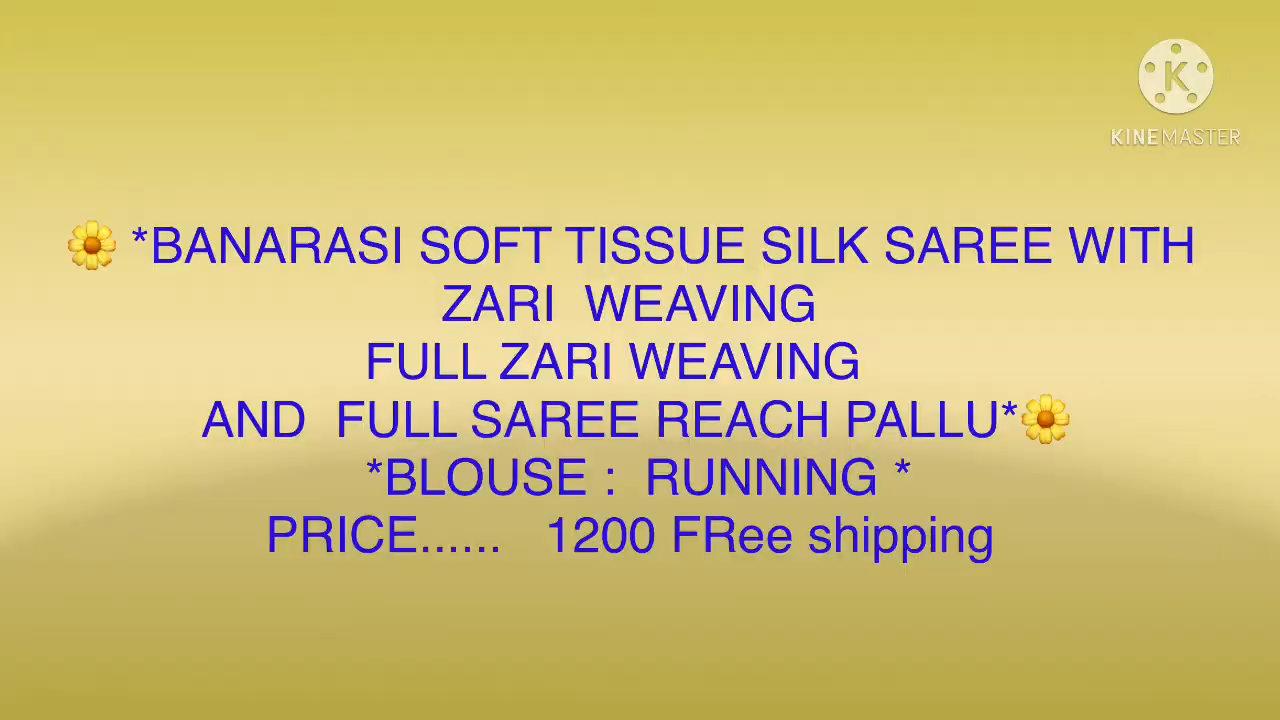 K
KINEMASTER
🌼 *BANARASI SOFT TISSUE SILK SAREE WITH
ZARI  WEAVING
FULL ZARI WEAVING
AND  FULL SAREE REACH PALLU*🌼
*BLOUSE :  RUNNING *
PRICE......   1200 FRee shipping